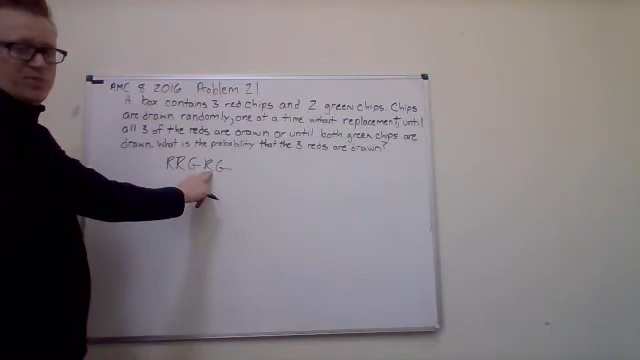 AMC 8 2016 Problem 21
A box contains 3 red chips and 2 green chips. Chips
are drawn randomly, one at a time without replacement, until
all 3 of the reds are drawn or until both green chips are
drawn. What is the probability that the 3 reds are drawn?
RRGRG